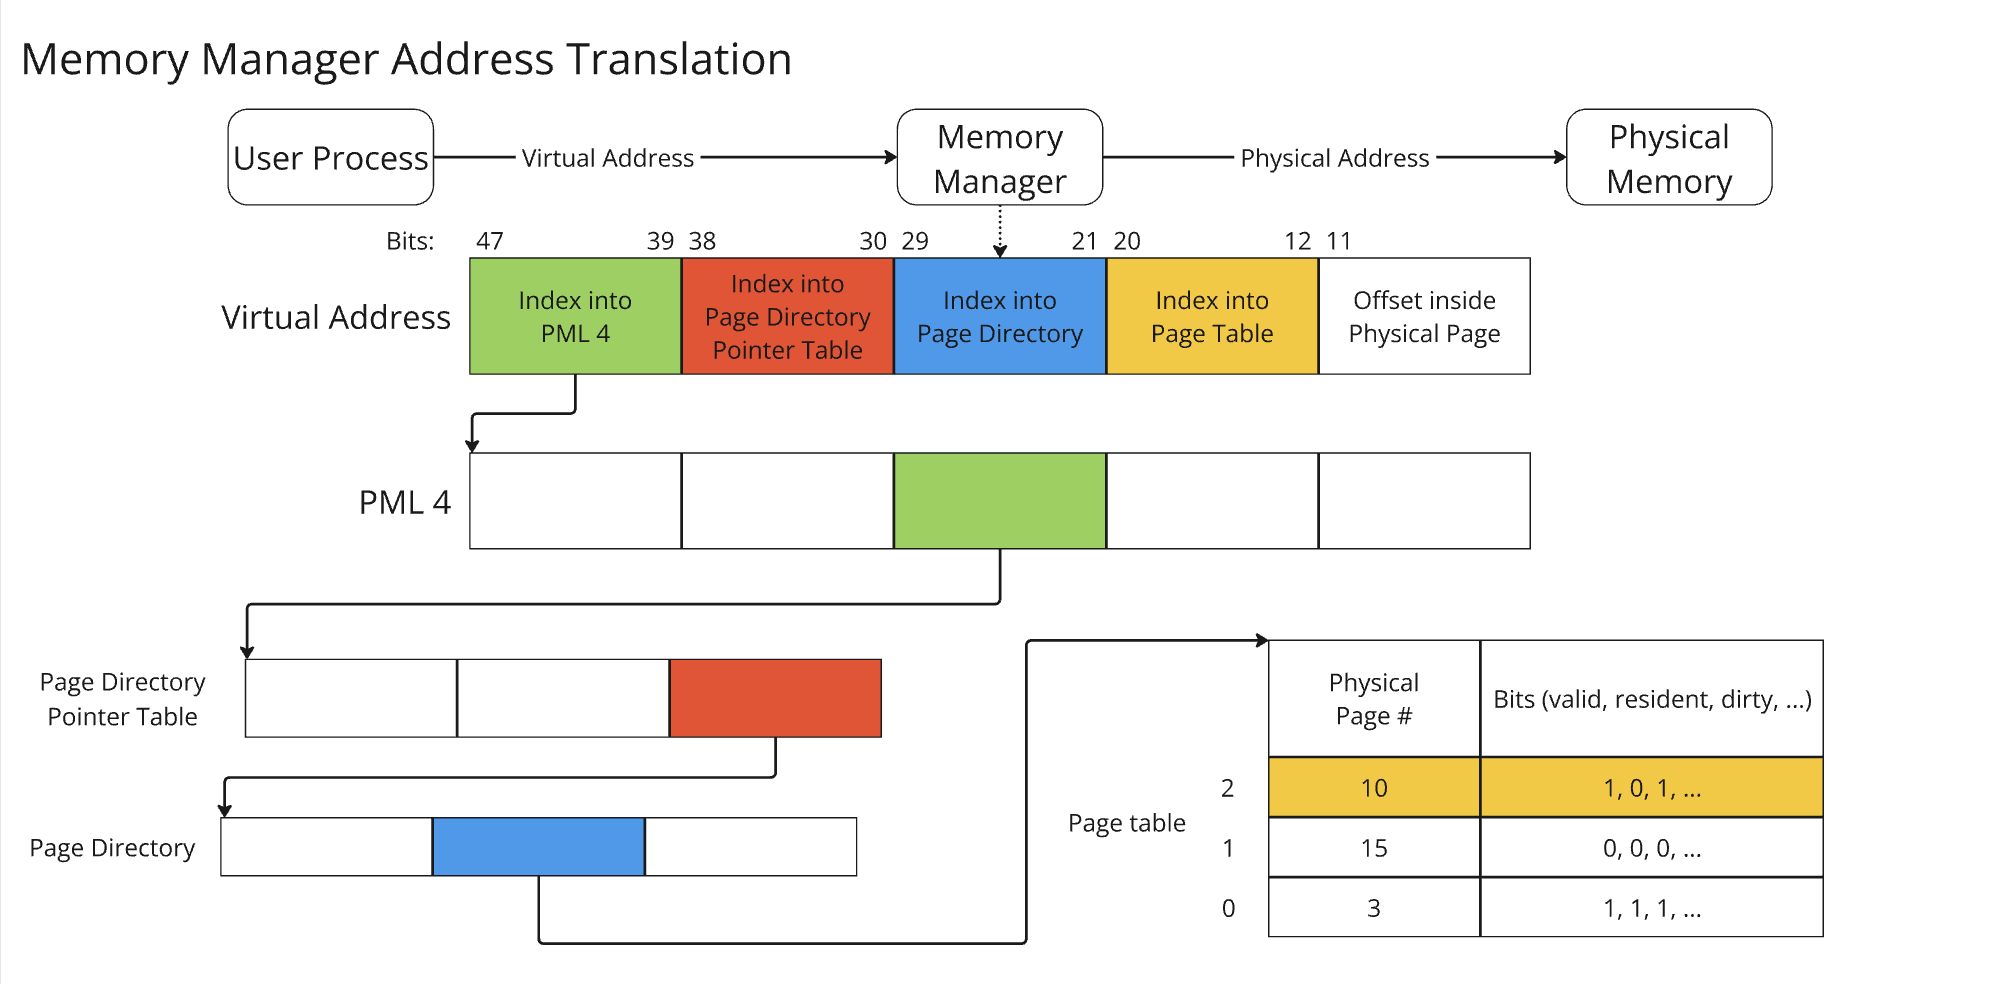 Memory Manager Address Translation
User Process
Virtual Address
Memory
Manager
Physical Address
Physical
Memory
Bits:
47
39
38
30
29
21
20
12
11
Virtual Address
Index into
PML 4
Index into
Page Directory
Pointer Table
Index into
Page Directory
Index into
Page Table
Offset inside
Physical Page
PML 4
Page Directory
Pointer Table
Page Directory
Page table
Physical
Page #
Bits (valid, resident, dirty, ...)
2
10
1, 0, 1, ...
1
15
0, 0, 0, ...
0
3
1, 1, 1, ...